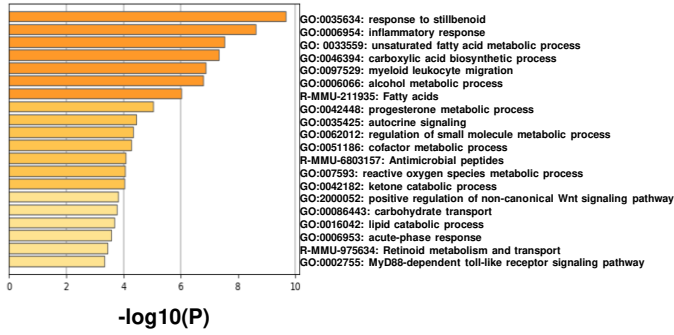 GO:0035634: response to stillbenoid
GO:0006954: inflammatory response
GO: 0033559: unsaturated fatty acid metabolic process
GO:0046394: carboxylic acid biosynthetic process
GO:0097529: myeloid leukocyte migration
GO:0006066: alcohol metabolic process
R-MMU-211935: Fatty acids
GO:0042448: progesterone metabolic process
GO:0035425: autocrine signaling
GO:0062012: regulation of small molecule metabolic process
GO:0051186: cofactor metabolic process
R-MMU-6803157: Antimicrobial peptides
GO:007593: reactive oxygen species metabolic process
GO:0042182: ketone catabolic process
GO:2000052: positive regulation of non-canonical Wnt signaling pathway
GO:00086443: carbohydrate transport
GO:0016042: lipid catabolic process
GO:0006953: acute-phase response
R-MMU-975634: Retinoid metabolism and transport
GO:0002755: MyD88-dependent toll-like receptor signaling pathway
0 2 4 6 8 10
-log10(P)